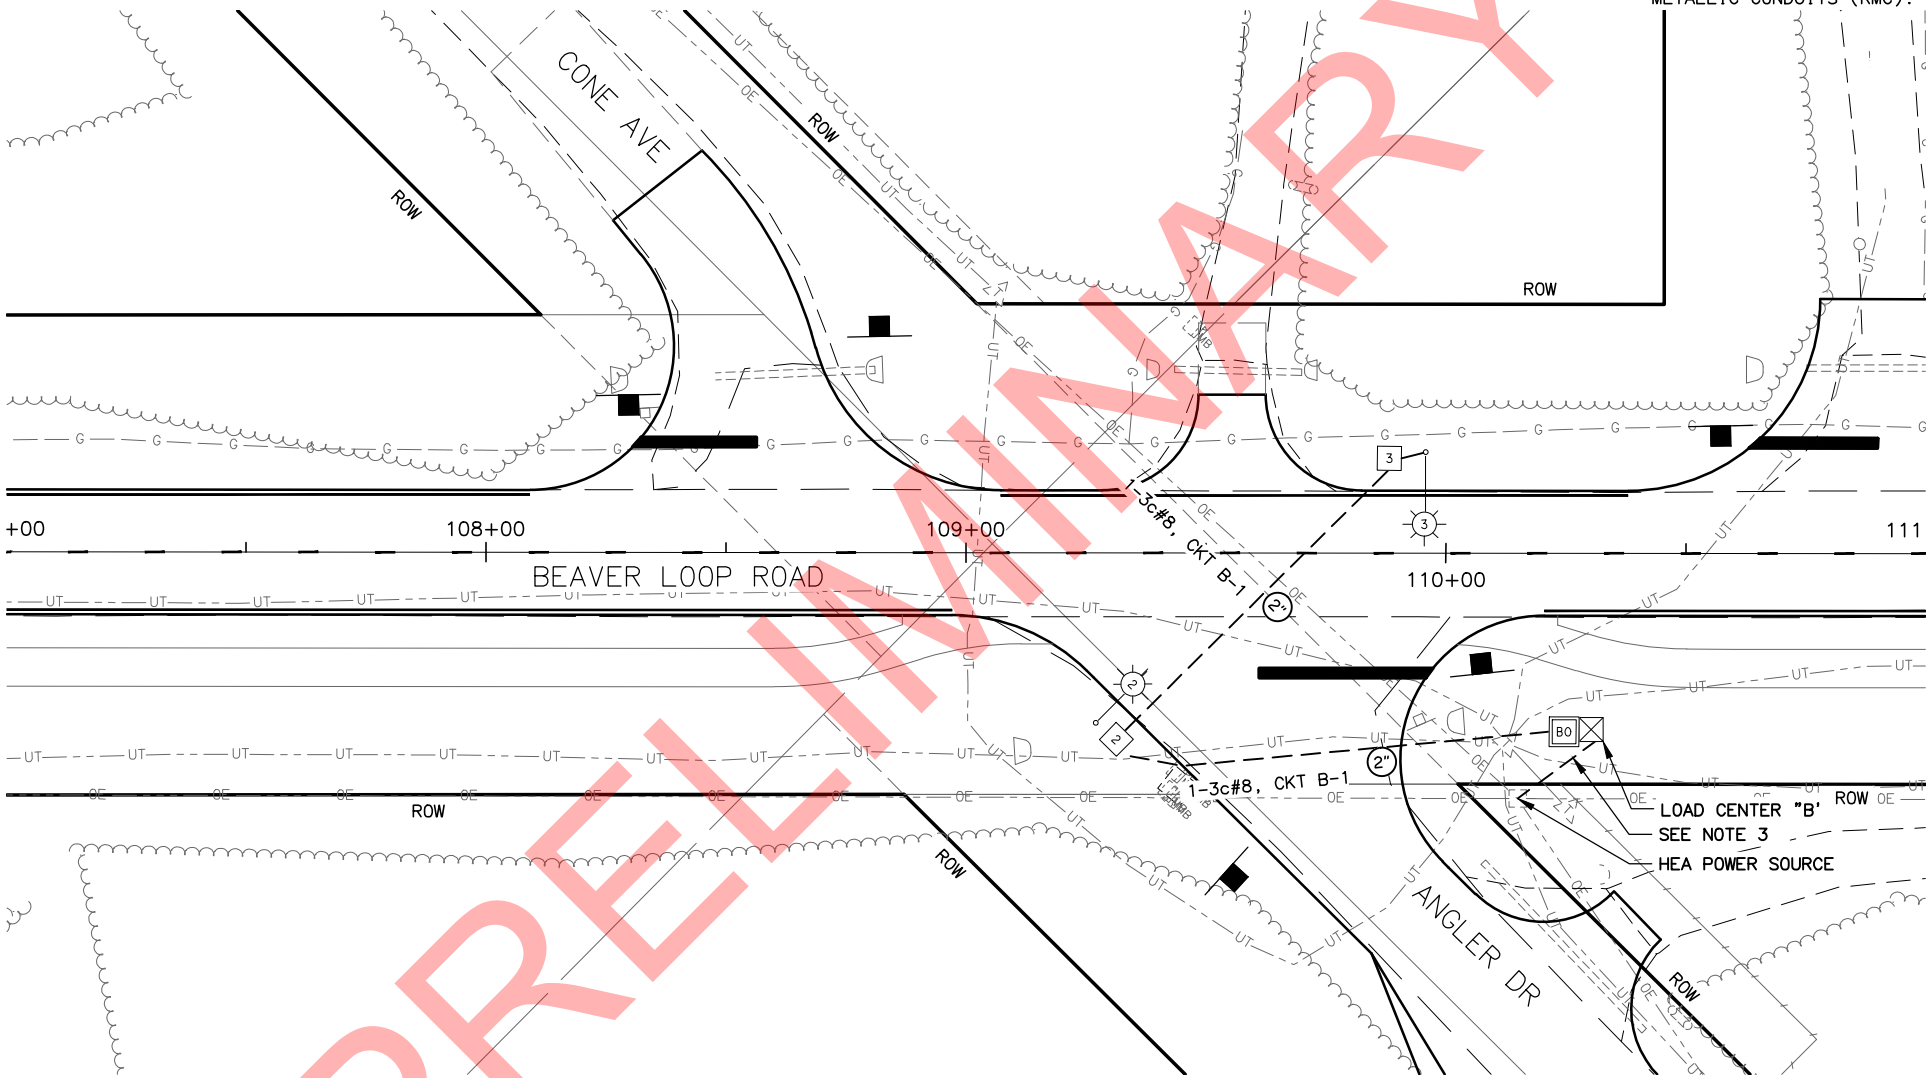 METALLIC CONDUITS (RMC).
CONE AVE
ROW
ROW
ROW
+00
108+00
109+00
110+00
111
BEAVER LOOP ROAD
1-3c#8, CKT B-1
2"
3
3
2
2
1-3c#8, CKT B-1
2"
BO
LOAD CENTER "B'
SEE NOTE 3
HEA POWER SOURCE
ROW
ROW
ROW
ROW
ANGLER DR
UT
OE
G
PRELIMINARY